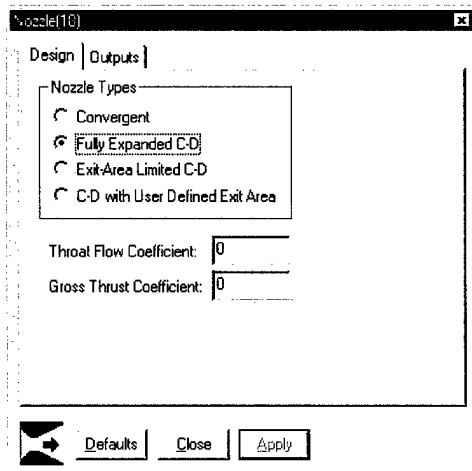 Nozzle(18)
Design Outputs
Nozzle Types
Convergent
Fully Expanded C-D
Exit-Area Limited C-D
C-D with User Defined Exit Area
Throat Flow Coefficient: 0
Gross Thrust Coefficient: 0
Defaults Close Apply